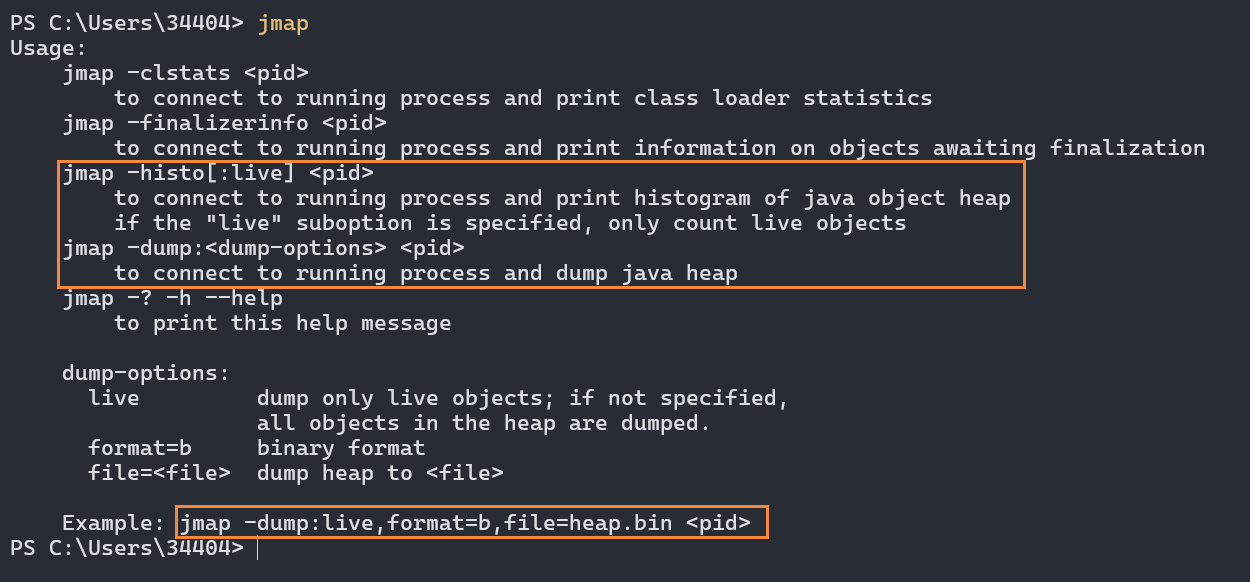 PS C:\Users\34404> jmap
Usage:
    jmap -clstats <pid>
        to connect to running process and print class loader statistics
    jmap -finalizerinfo <pid>
        to connect to running process and print information on objects awaiting finalization
    jmap -histo[:live] <pid>
        to connect to running process and print histogram of java object heap
        if the "live" suboption is specified, only count live objects
    jmap -dump:<dump-options> <pid>
        to connect to running process and dump java heap
    jmap -? -h --help
        to print this help message

    dump-options:
      live         dump only live objects; if not specified,
                   all objects in the heap are dumped.
      format=b     binary format
      file=<file>  dump heap to <file>

    Example: jmap -dump:live,format=b,file=heap.bin <pid>
PS C:\Users\34404>